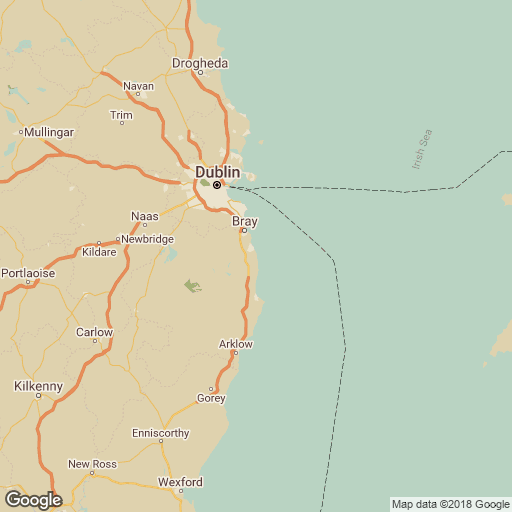 Drogheda
Navan
Trim
Mullingar
Irish Sea
Dublin
Naas
Bray
Newbridge
Kildare
Portlaoise
Carlow
Arklow
Kilkenny
Gorey
Enniscorthy
New Ross
Wexford
Google
Map data ©2018 Google